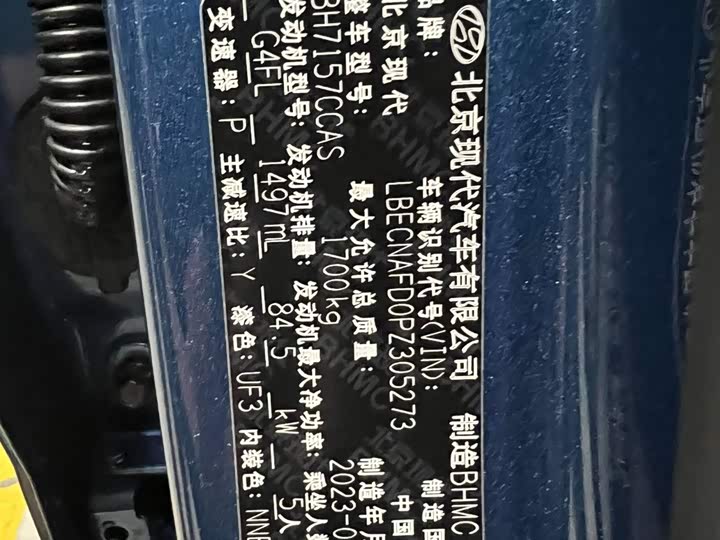 北京现代汽车有限公司 制造BHMC
品牌： 车辆识别代号(VIN)： 制造国
北京现代 LBECNAFD0PZ305273 中国
整车型号： 最大允许总质量： 制造年月
BH7157CCAS 1700kg 2023-0
发动机型号： 发动机排量： 发动机最大净功率： 乘坐人数
G4FL 1497mL 84.5 kW 5人
变速器： P 主减速比： Y 漆色： UF3 内装色： NNB